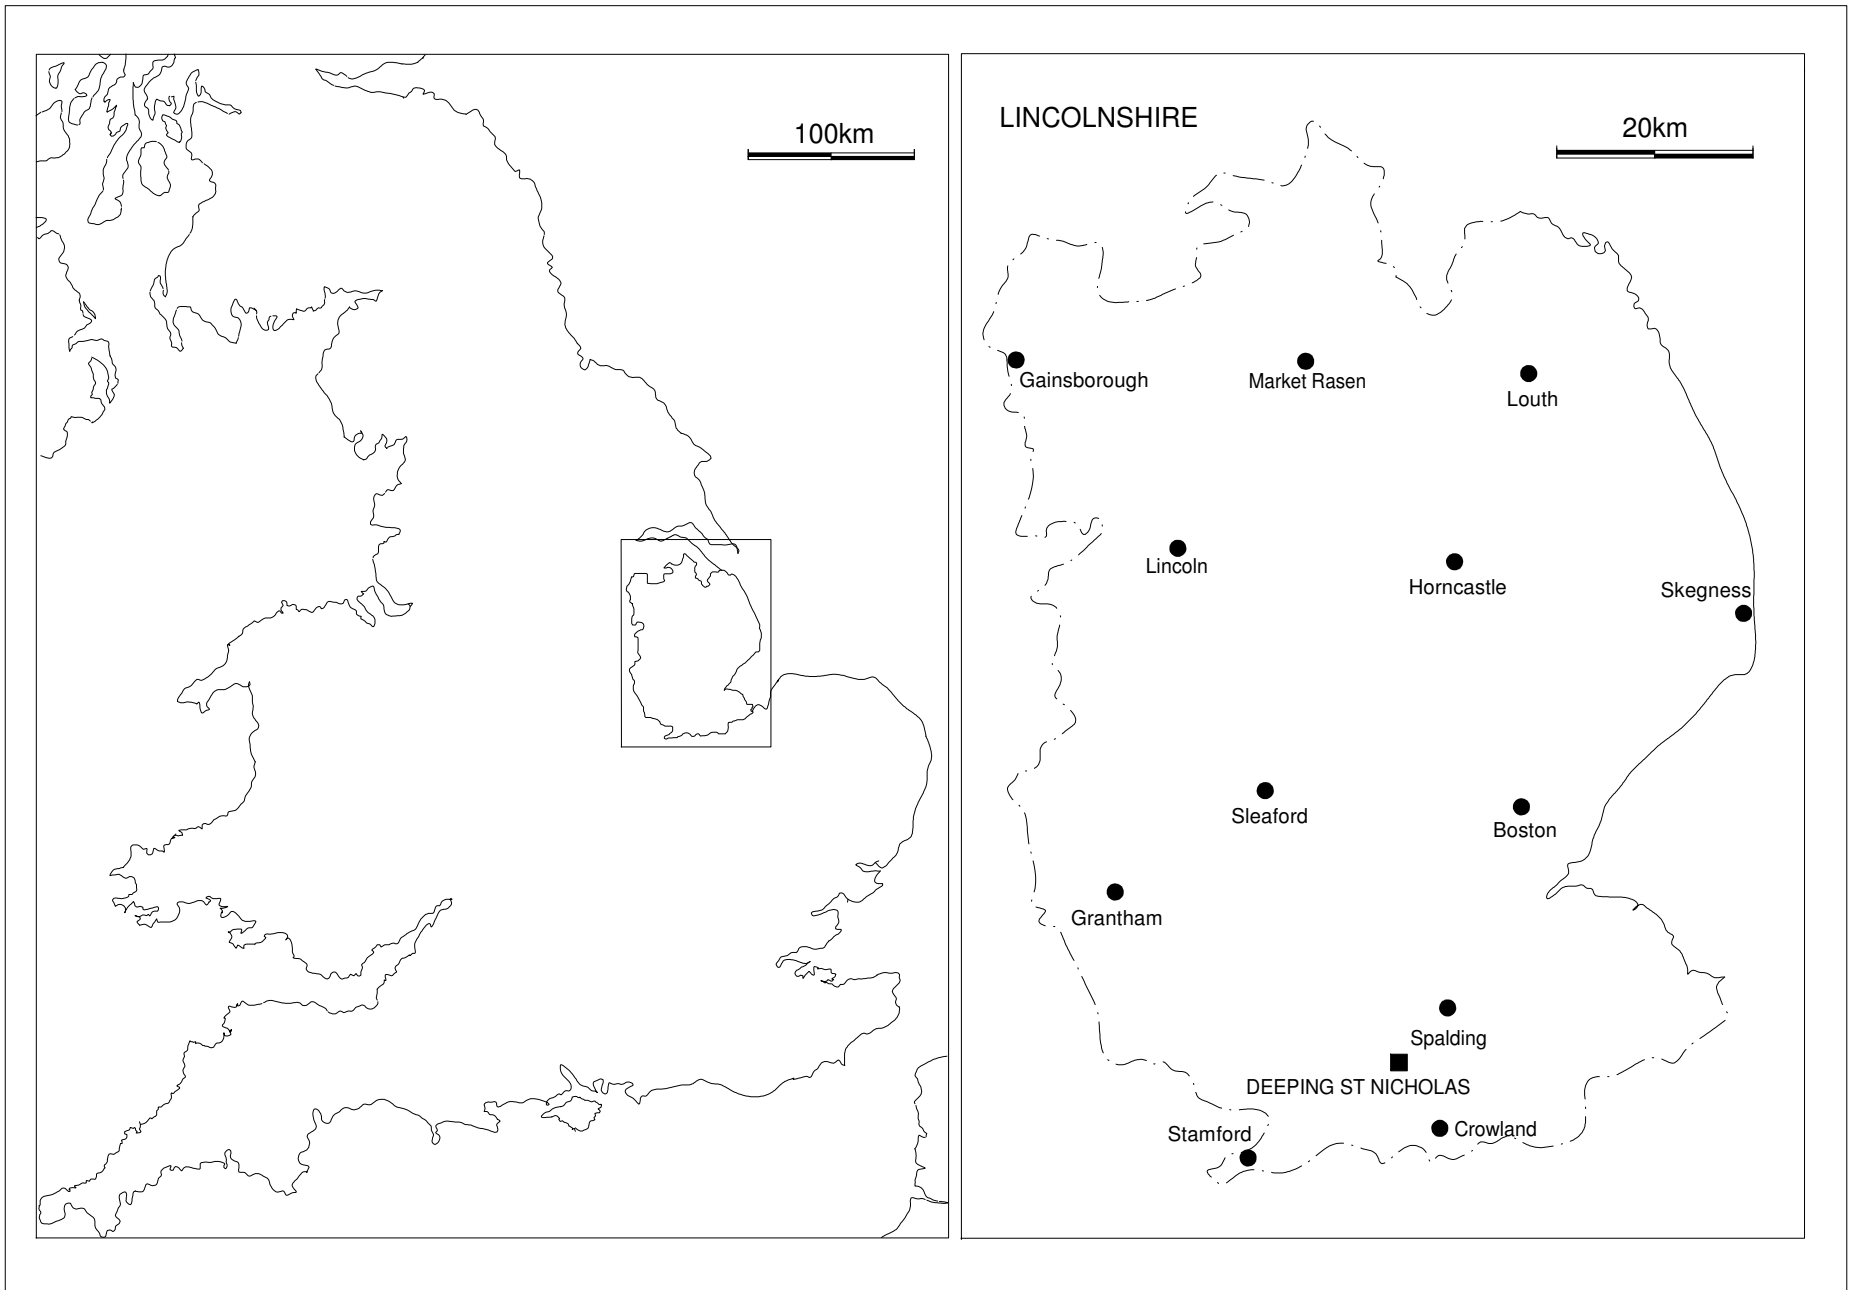 100km
LINCOLNSHIRE
20km
Gainsborough
Market Rasen
Louth
Lincoln
Horncastle
Skegness
Sleaford
Boston
Grantham
Spalding
DEEPING ST NICHOLAS
Stamford
Crowland